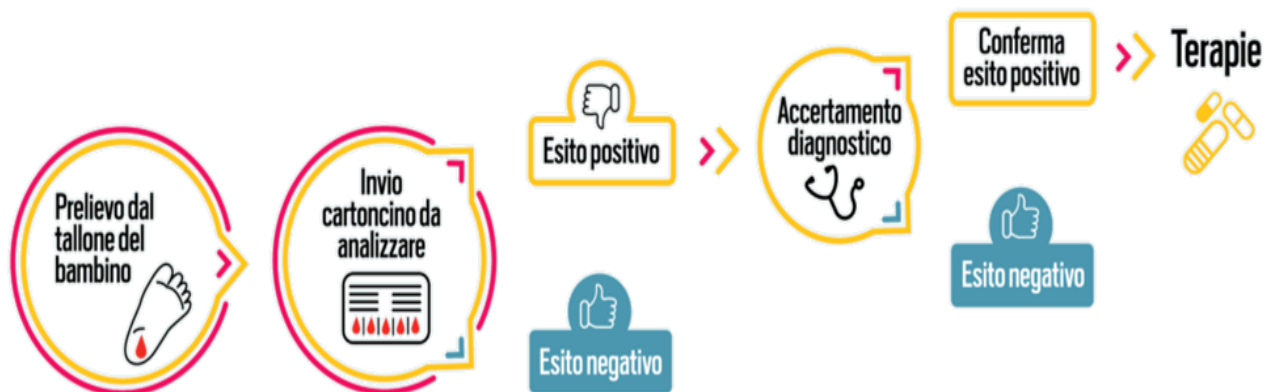 Prelievo dal
tallone del
bambino
Invio
cartoncino da
analizzare
Esito positivo
Esito negativo
Accertamento
diagnostico
Conferma
esito positivo
Esito negativo
Terapie